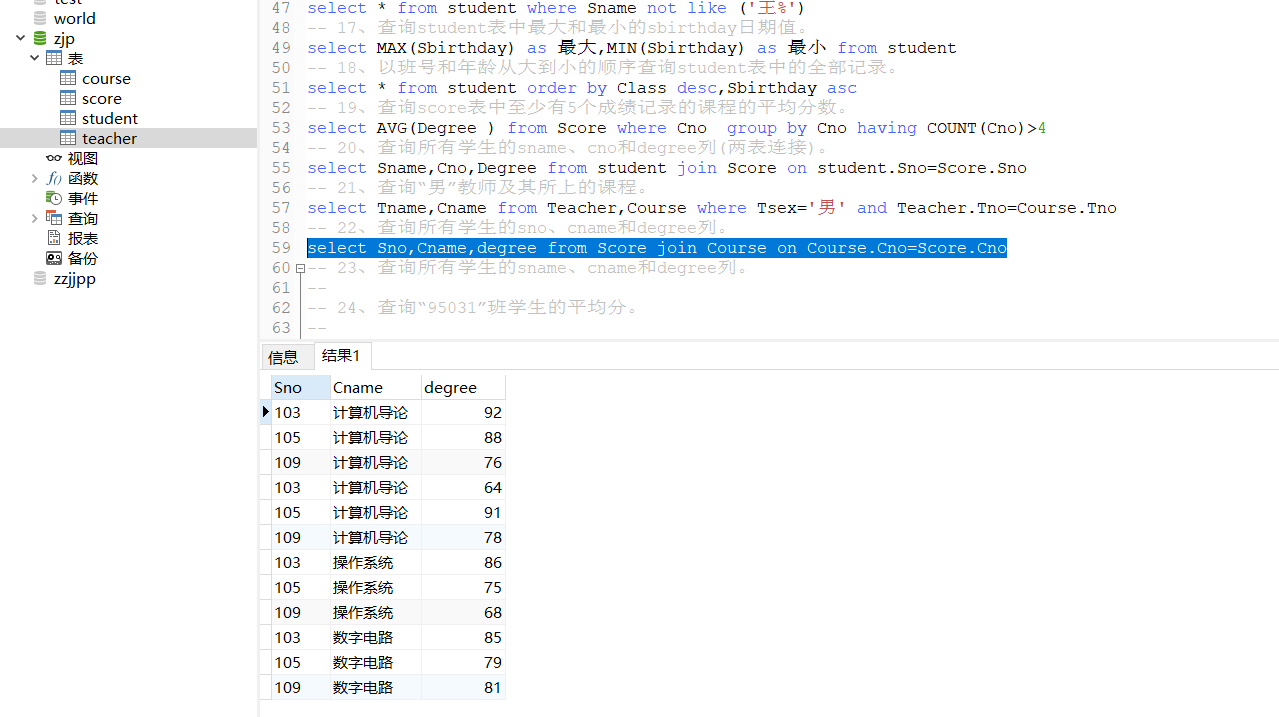 test
world
zjp
表
course
score
student
teacher
视图
f() 函数
事件
查询
报表
备份
zzjjpp
47 select * from student where Sname not like ('王%')
48 -- 17、查询student表中最大和最小的sbirthday日期值。
49 select MAX(Sbirthday) as 最大,MIN(Sbirthday) as 最小 from student
50 -- 18、以班号和年龄从大到小的顺序查询student表中的全部记录。
51 select * from student order by Class desc,Sbirthday asc
52 -- 19、查询score表中至少有5个成绩记录的课程的平均分数。
53 select AVG(Degree ) from Score where Cno  group by Cno having COUNT(Cno)>4
54 -- 20、查询所有学生的sname、cno和degree列(两表连接)。
55 select Sname,Cno,Degree from student join Score on student.Sno=Score.Sno
56 -- 21、查询“男”教师及其所上的课程。
57 select Tname,Cname from Teacher,Course where Tsex='男' and Teacher.Tno=Course.Tno
58 -- 22、查询所有学生的sno、cname和degree列。
59 select Sno,Cname,degree from Score join Course on Course.Cno=Score.Cno
60 -- 23、查询所有学生的sname、cname和degree列。
61 --
62 -- 24、查询“95031”班学生的平均分。
63 --
信息 结果1
Sno Cname degree
103 计算机导论 92
105 计算机导论 88
109 计算机导论 76
103 计算机导论 64
105 计算机导论 91
109 计算机导论 78
103 操作系统 86
105 操作系统 75
109 操作系统 68
103 数字电路 85
105 数字电路 79
109 数字电路 81